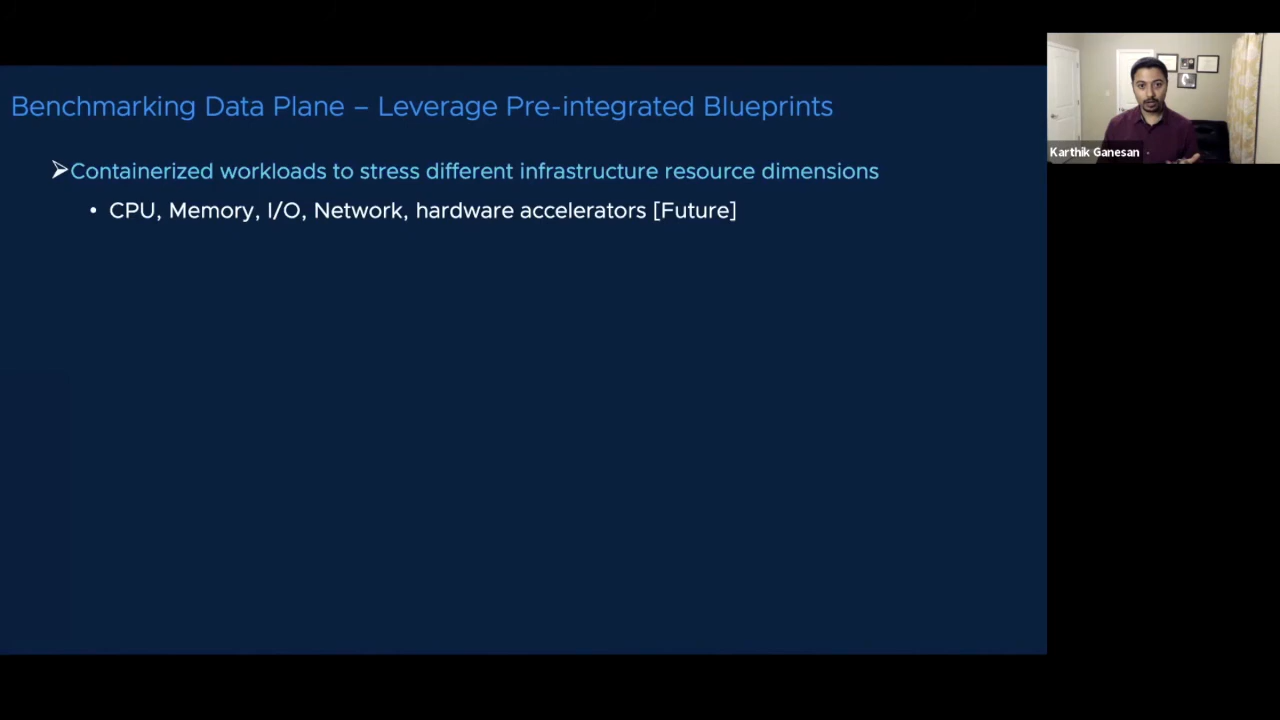 Benchmarking Data Plane – Leverage Pre-integrated Blueprints
Containerized workloads to stress different infrastructure resource dimensions
• CPU, Memory, I/O, Network, hardware accelerators [Future]
Karthik Ganesan